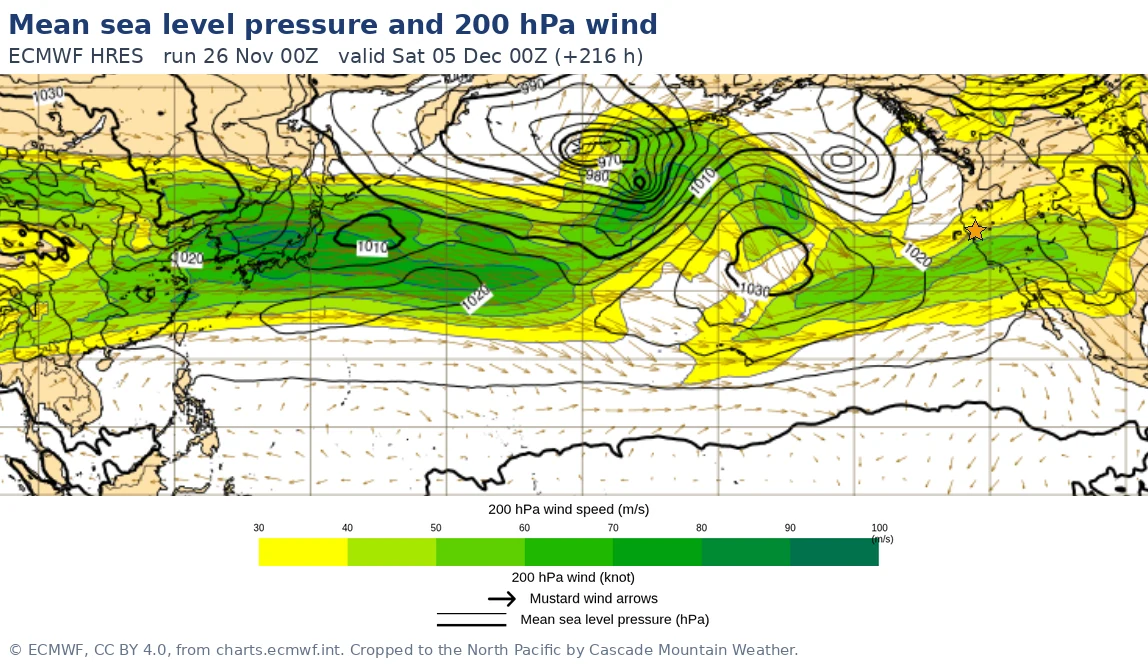 Mean sea level pressure and 200 hPa wind
ECMWF HRES run 26 Nov 00Z valid Sat 05 Dec 00Z (+216 h)
1030
990
970
980
1010
1010
1020
1020
1020
1030
200 hPa wind speed (m/s)
30 40 50 60 70 80 90 100
(m/s)
200 hPa wind (knot)
Mustard wind arrows
Mean sea level pressure (hPa)
© ECMWF, CC BY 4.0, from charts.ecmwf.int. Cropped to the North Pacific by Cascade Mountain Weather.